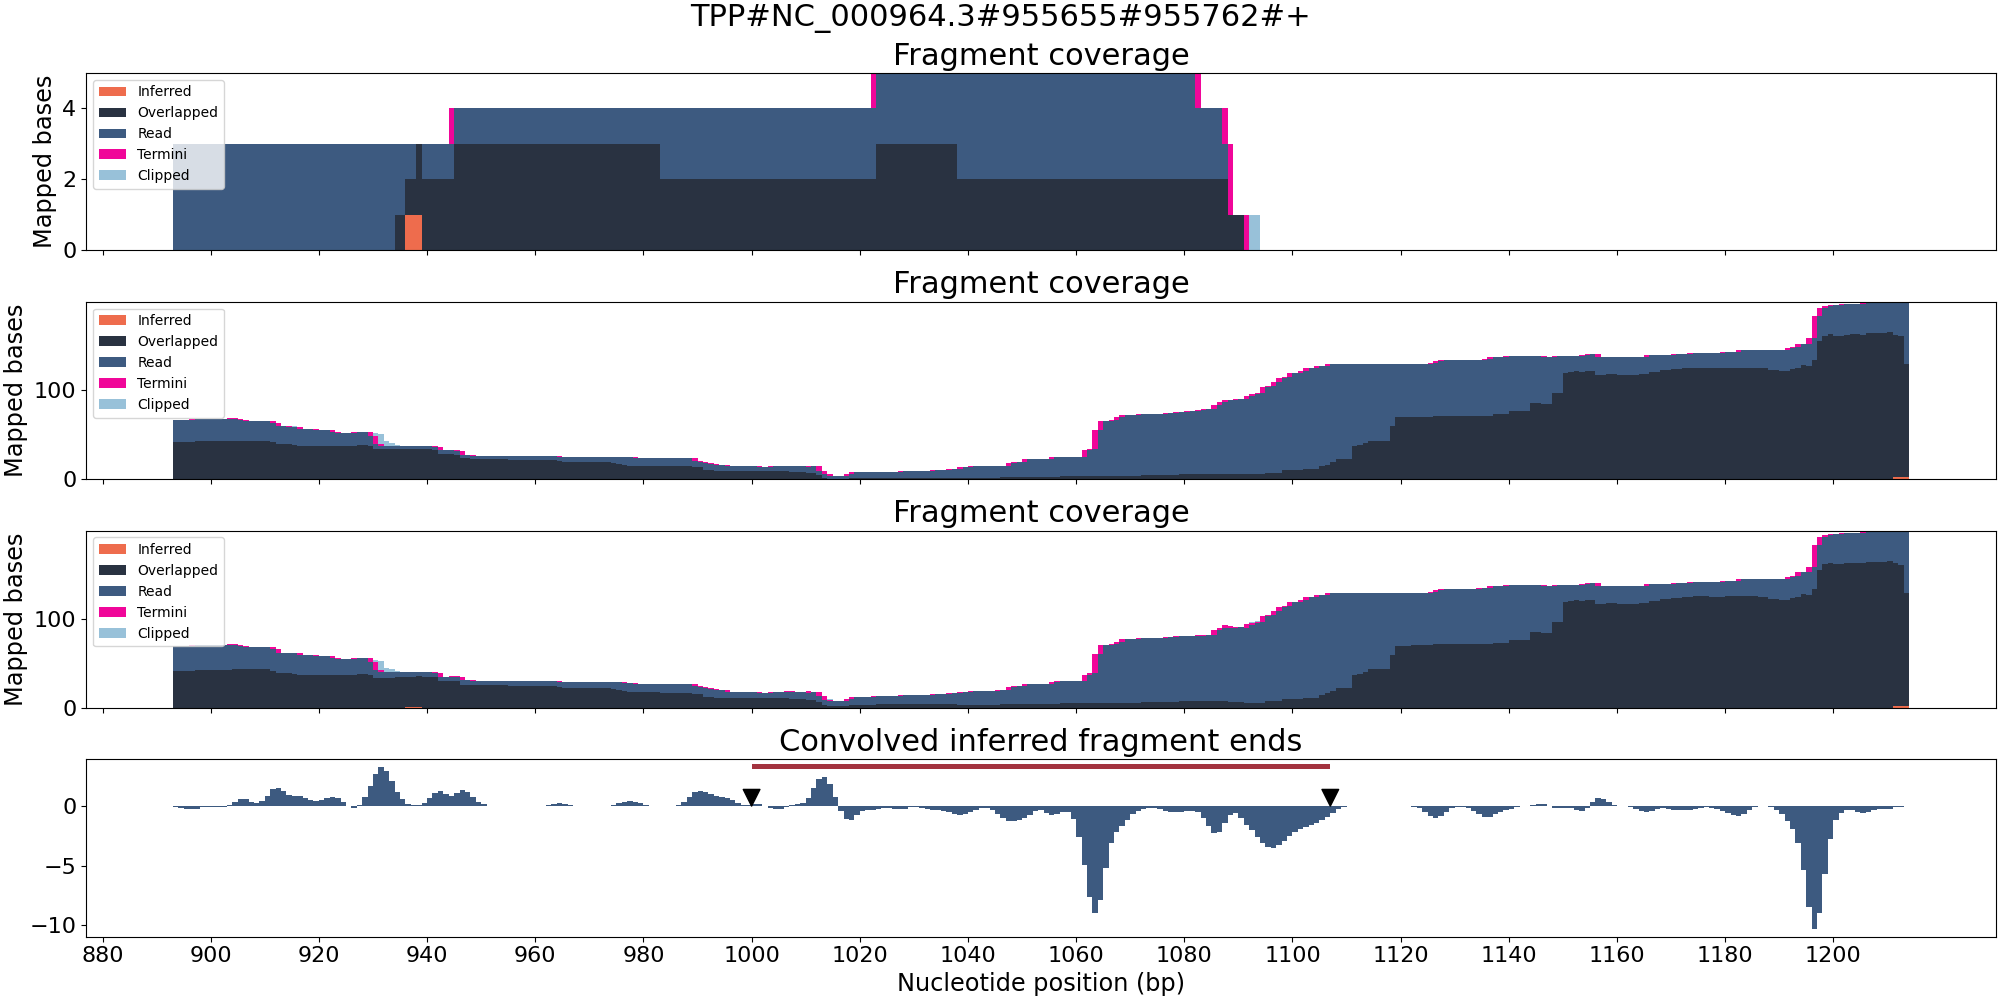 TPP#NC_000964.3#955655#955762#+
Fragment coverage
Mapped bases
4
2
0
Inferred
Overlapped
Read
Termini
Clipped
880 900 920 940 960 980 1000 1020 1040 1060 1080 1100 1120 1140 1160 1180 1200
Fragment coverage
Mapped bases
100
0
Inferred
Overlapped
Read
Termini
Clipped
Fragment coverage
Mapped bases
100
0
Inferred
Overlapped
Read
Termini
Clipped
Convolved inferred fragment ends
0
−5
−10
Nucleotide position (bp)